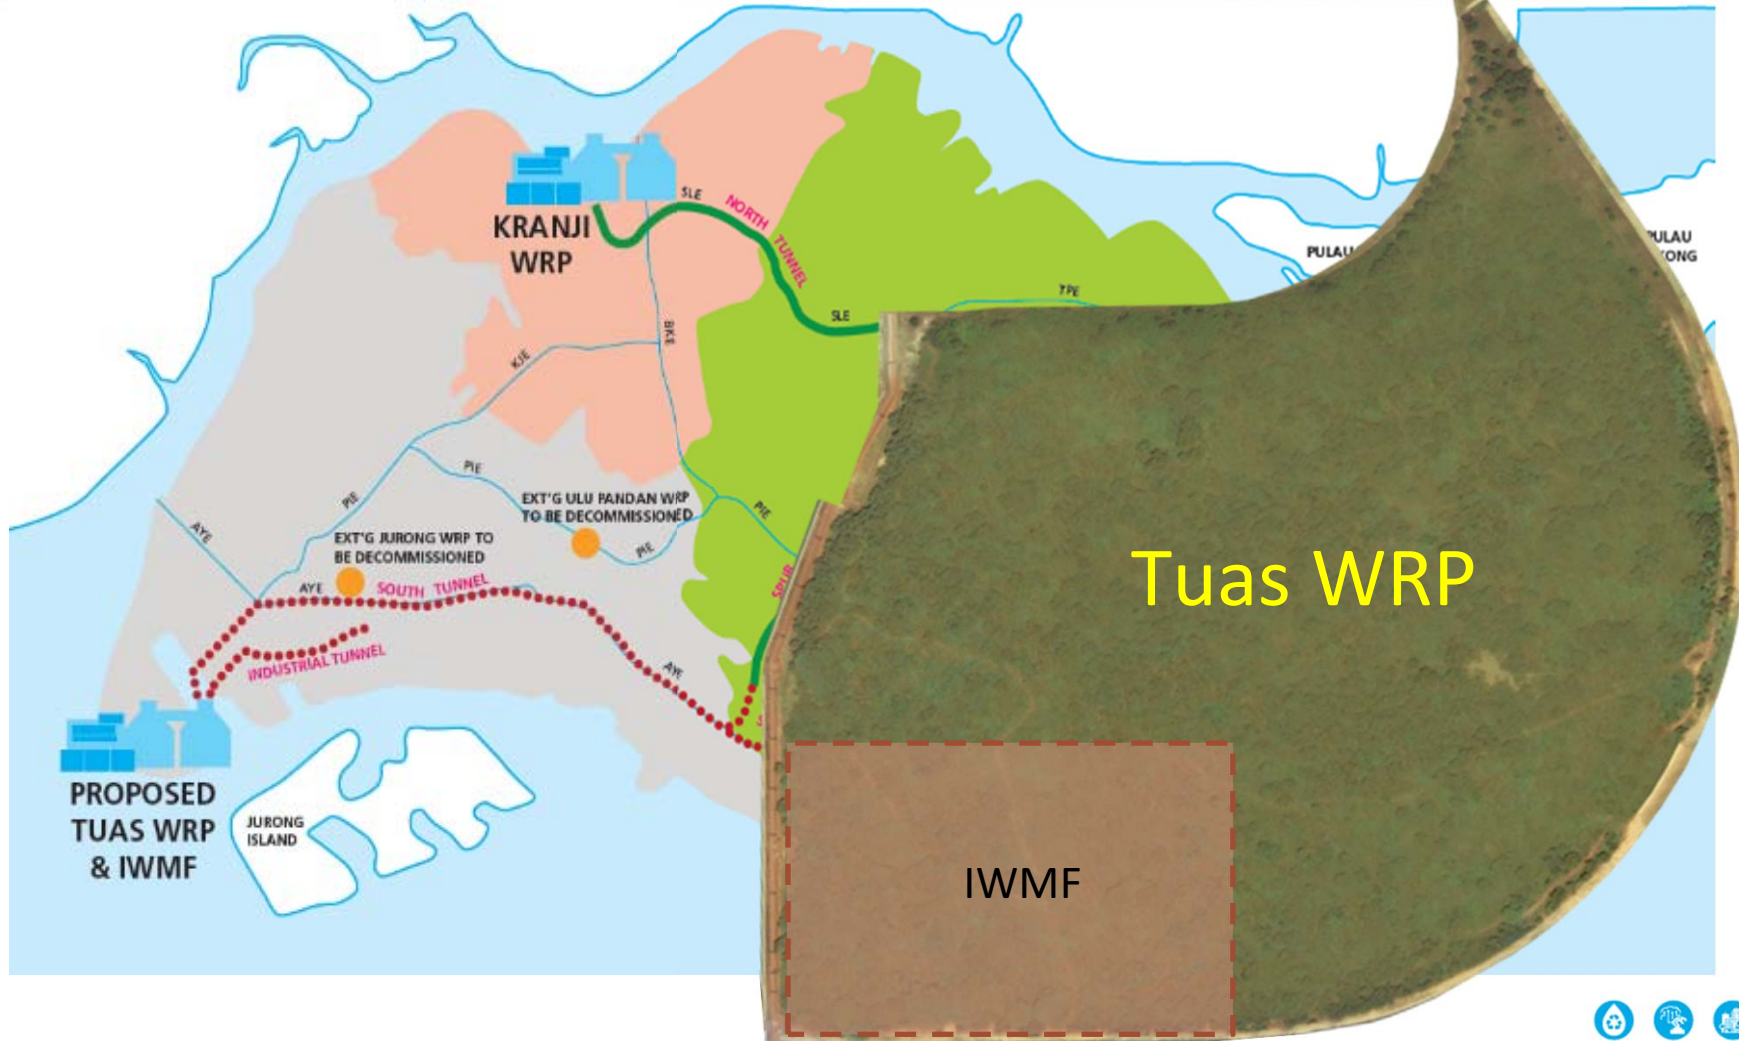 SLE
NORTH
TUNNEL
KRANJI
WRP
PULAU
PULAU
TPE
SLE
BKE
KJE
PIE
PIE
EXT'G ULU PANDAN WRP
TO BE DECOMMISSIONED
PIE
PIE
AYE
EXT'G JURONG WRP TO
BE DECOMMISSIONED
AYE
SOUTH TUNNEL
SPUR
Tuas WRP
INDUSTRIAL TUNNEL
AYE
PROPOSED
TUAS WRP
& IWMF
JURONG
ISLAND
IWMF